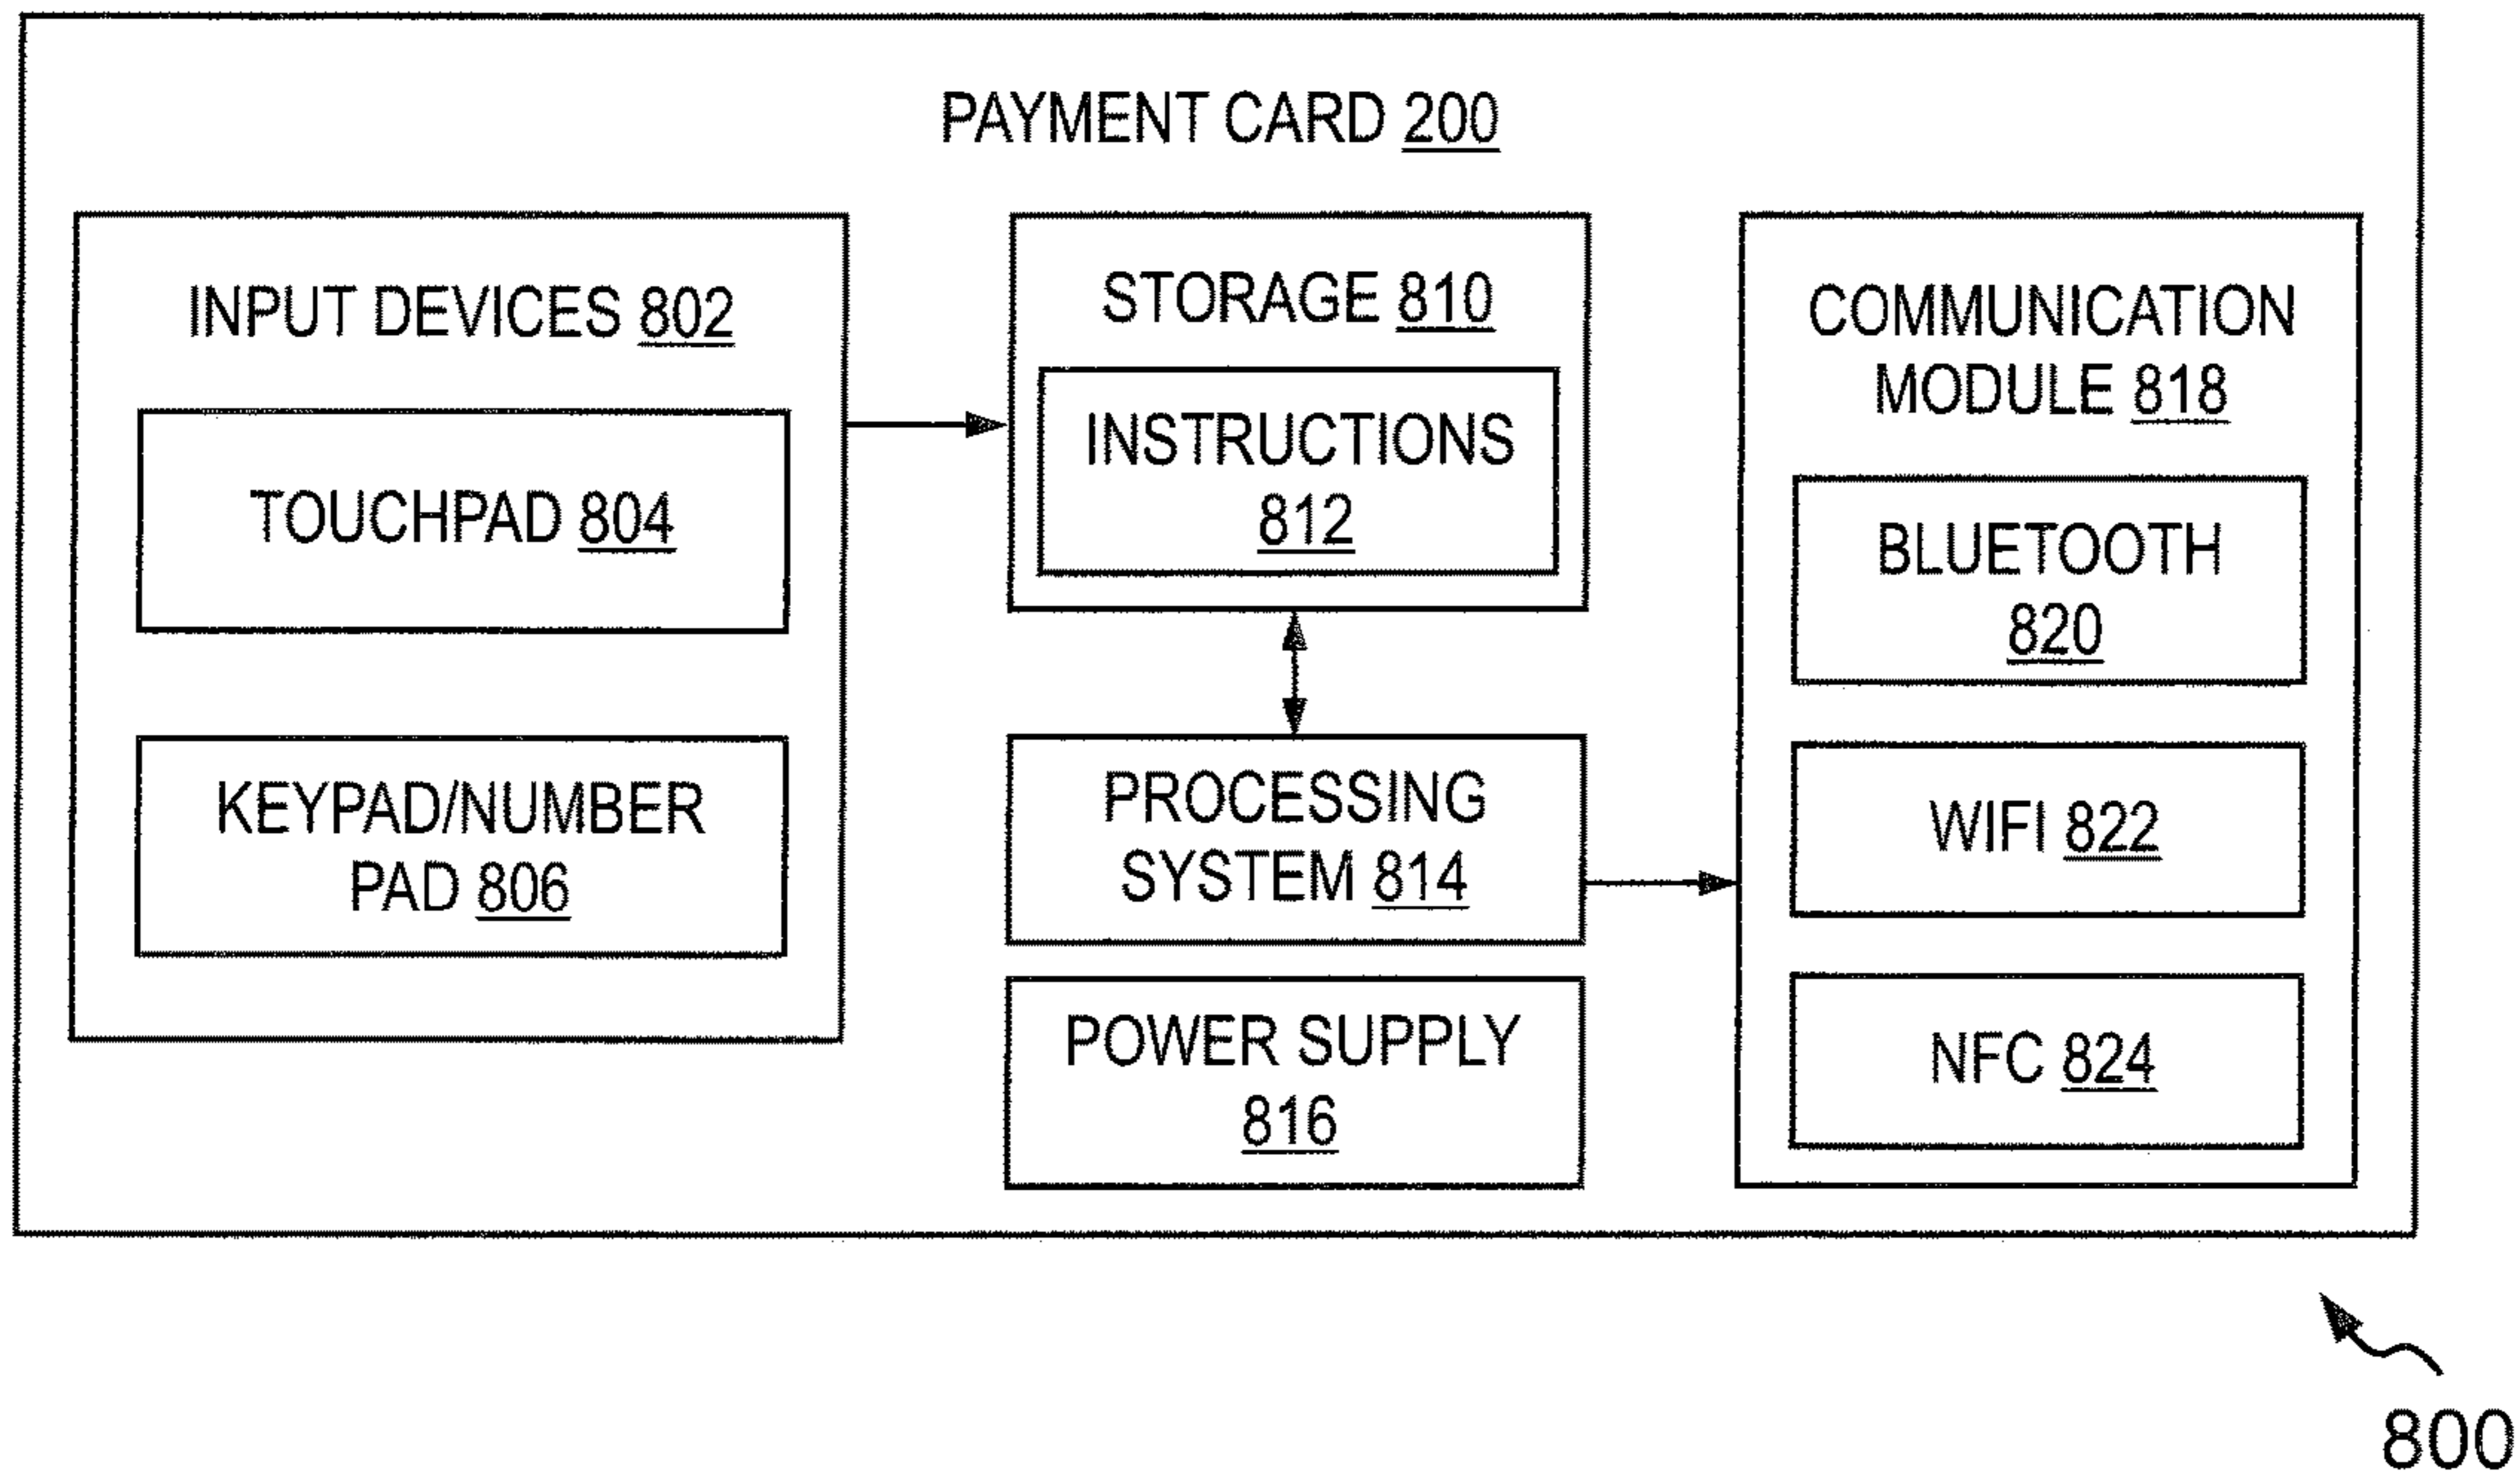 PAYMENT CARD 200
INPUT DEVICES 802
TOUCHPAD 804
KEYPAD/NUMBER
PAD 806
STORAGE 810
INSTRUCTIONS
812
PROCESSING
SYSTEM 814
POWER SUPPLY
816
COMMUNICATION
MODULE 818
BLUETOOTH
820
WIFI 822
NFC 824
800